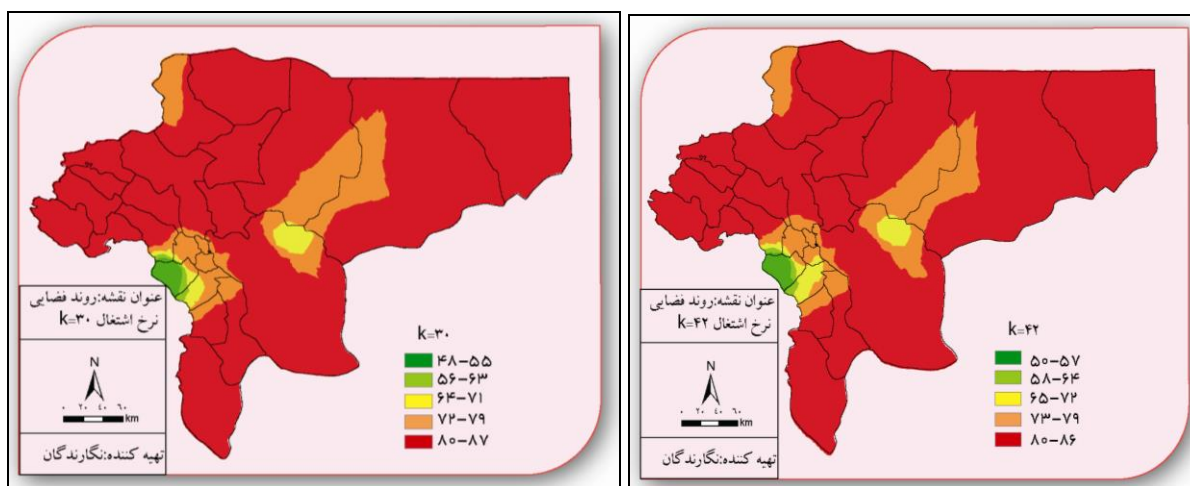 عنوان نقشه:روند فضایی
نرخ اشتغال k=۳۰
N
۰ ۲۰ ۴۰ ۶۰
km
تهیه کننده:نگارندگان
k=۳۰
۴۸-۵۵
۵۶-۶۳
۶۴-۷۱
۷۲-۷۹
۸۰-۸۷
عنوان نقشه:روند فضایی
نرخ اشتغال k=۴۲
N
۰ ۲۰ ۴۰ ۶۰
km
تهیه کننده:نگارندگان
k=۴۲
۵۰-۵۷
۵۸-۶۴
۶۵-۷۲
۷۳-۷۹
۸۰-۸۶